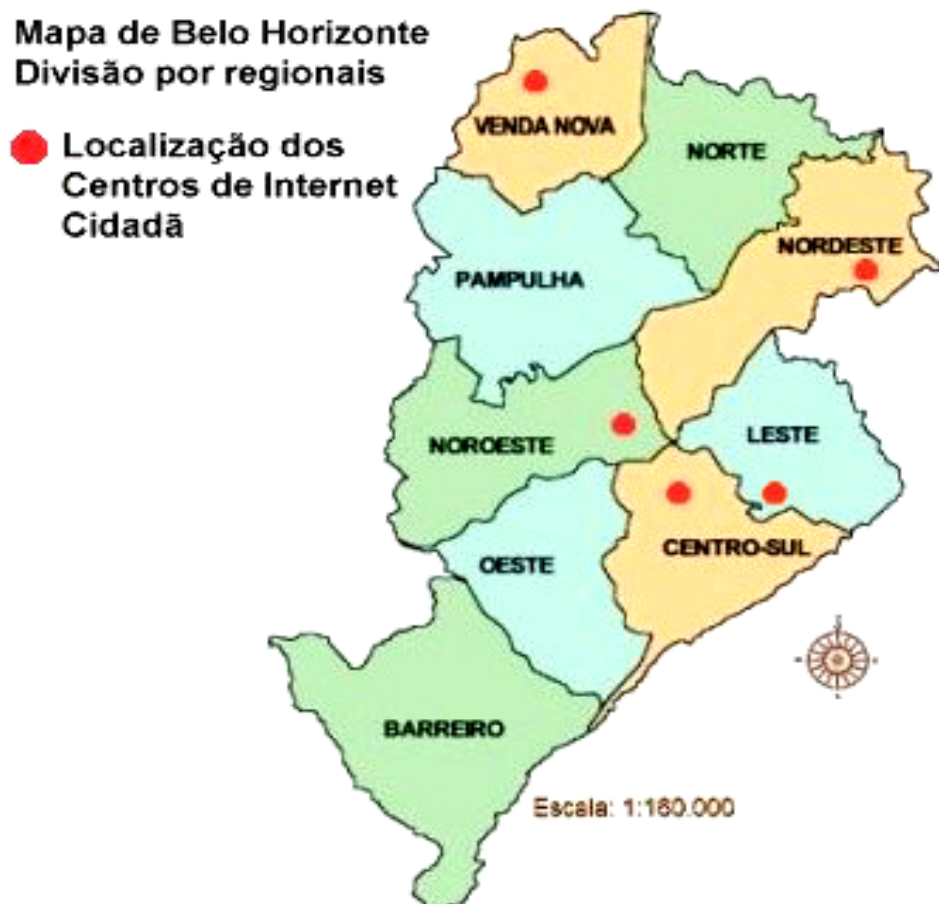 Mapa de Belo Horizonte
Divisão por regionais
Localização dos
Centros de Internet
Cidadã
VENDA NOVA
NORTE
NORDESTE
PAMPULHA
LESTE
NOROESTE
CENTRO-SUL
OESTE
BARREIRO
Escala: 1:160.000